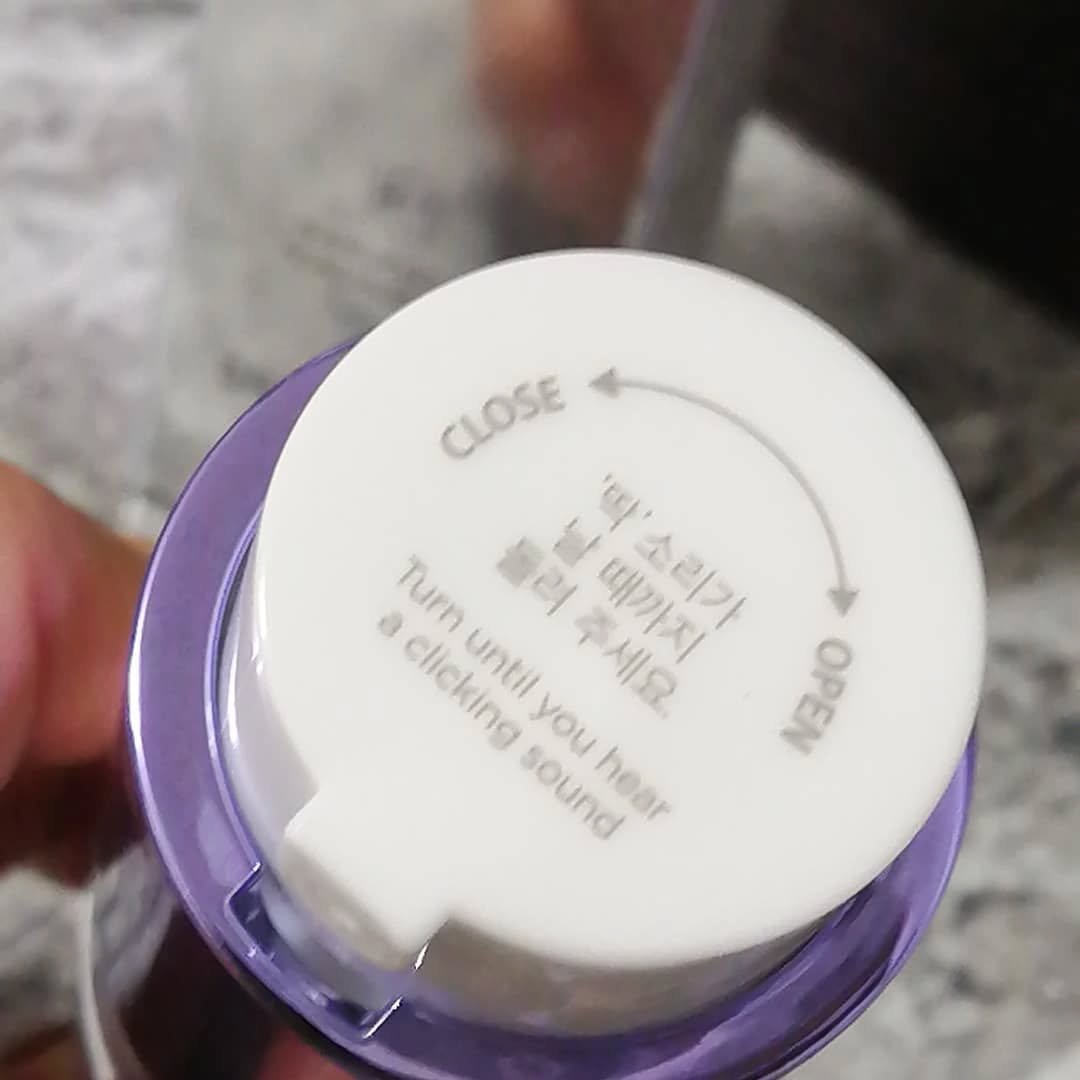 CLOSE
OPEN
'딱' 소리가
날 때까지
돌려 주세요
Turn until you hear
a clicking sound